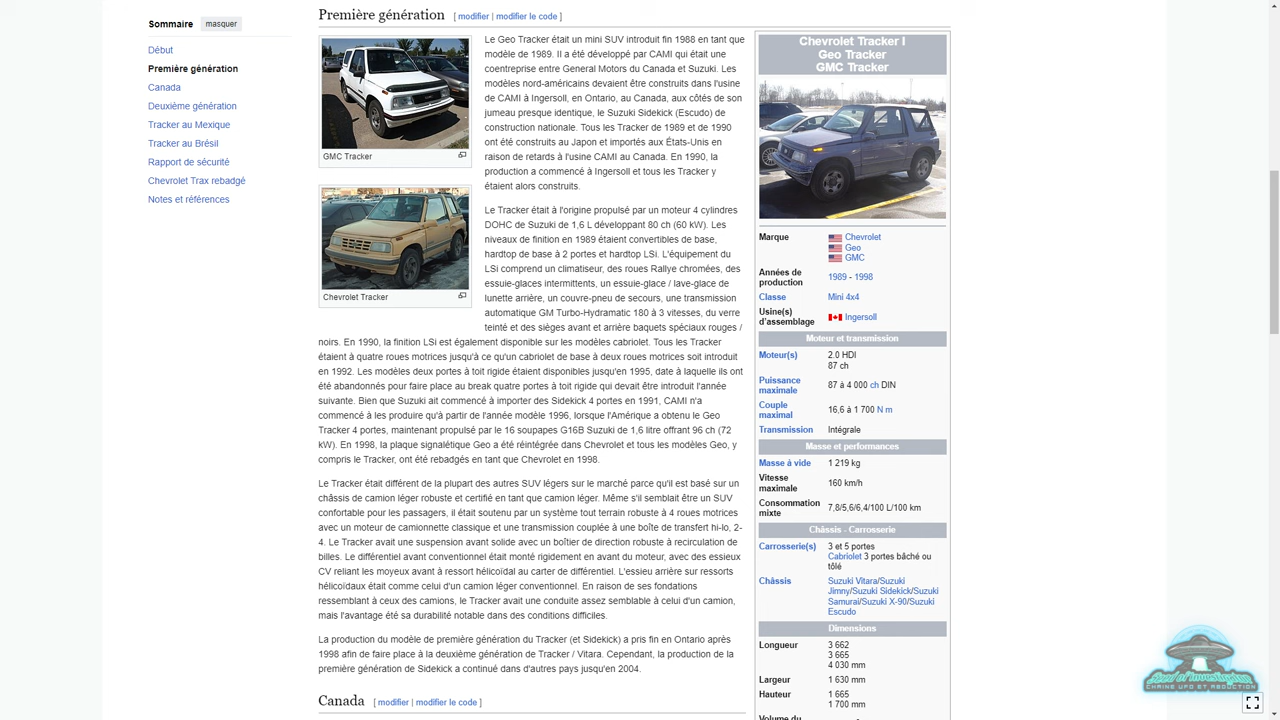 Sommaire masquer
Début
Première génération
Canada
Deuxième génération
Tracker au Mexique
Tracker au Brésil
Rapport de sécurité
Chevrolet Trax rebadgé
Notes et références
Première génération [ modifier | modifier le code ]
GMC Tracker
Chevrolet Tracker
Le Geo Tracker était un mini SUV introduit fin 1988 en tant que
modèle de 1989. Il a été développé par CAMI qui était une
coentreprise entre General Motors du Canada et Suzuki. Les
modèles nord-américains devaient être construits dans l'usine
de CAMI à Ingersoll, en Ontario, au Canada, aux côtés de son
jumeau presque identique, le Suzuki Sidekick (Escudo) de
construction nationale. Tous les Tracker de 1989 et de 1990
ont été construits au Japon et importés aux États-Unis en
raison de retards à l'usine CAMI au Canada. En 1990, la
production a commencé à Ingersoll et tous les Tracker y
étaient alors construits.
Le Tracker était à l'origine propulsé par un moteur 4 cylindres
DOHC de Suzuki de 1,6 L développant 80 ch (60 kW). Les
niveaux de finition en 1989 étaient convertibles de base,
hardtop de base à 2 portes et hardtop LSi. L'équipement du
LSi comprend un climatiseur, des roues Rallye chromées, des
essuie-glaces intermittents, un essuie-glace / lave-glace de
lunette arrière, un couvre-pneu de secours, une transmission
automatique GM Turbo-Hydramatic 180 à 3 vitesses, du verre
teinté et des sièges avant et arrière baquets spéciaux rouges /
noirs. En 1990, la finition LSi est également disponible sur les modèles cabriolet. Tous les Tracker
étaient à quatre roues motrices jusqu'à ce qu'un cabriolet de base à deux roues motrices soit introduit
en 1992. Les modèles deux portes à toit rigide étaient disponibles jusqu'en 1995, date à laquelle ils ont
été abandonnés pour faire place au break quatre portes à toit rigide qui devait être introduit l'année
suivante. Bien que Suzuki ait commencé à importer des Sidekick 4 portes en 1991, CAMI n'a
commencé à les produire qu'à partir de l'année modèle 1996, lorsque l'Amérique a obtenu le Geo
Tracker 4 portes, maintenant propulsé par le 16 soupapes G16B Suzuki de 1,6 litre offrant 96 ch (72
kW). En 1998, la plaque signalétique Geo a été réintégrée dans Chevrolet et tous les modèles Geo, y
compris le Tracker, ont été rebadgés en tant que Chevrolet en 1998.
Le Tracker était différent de la plupart des autres SUV légers sur le marché parce qu'il est basé sur un
châssis de camion léger robuste et certifié en tant que camion léger. Même s'il semblait être un SUV
confortable pour les passagers, il était soutenu par un système tout terrain robuste à 4 roues motrices
avec un moteur de camionnette classique et une transmission couplée à une boîte de transfert hi-lo, 2-
4. Le Tracker avait une suspension avant solide avec un boîtier de direction robuste à recirculation de
billes. Le différentiel avant conventionnel était monté rigidement en avant du moteur, avec des essieux
CV reliant les moyeux avant à ressort hélicoïdal au carter de différentiel. L'essieu arrière sur ressorts
hélicoïdaux était comme celui d'un camion léger conventionnel. En raison de ses fondations
ressemblant à ceux des camions, le Tracker avait une conduite assez semblable à celui d'un camion,
mais l'avantage été sa durabilité notable dans des conditions difficiles.
La production du modèle de première génération du Tracker (et Sidekick) a pris fin en Ontario après
1998 afin de faire place à la deuxième génération de Tracker / Vitara. Cependant, la production de la
première génération de Sidekick a continué dans d'autres pays jusqu'en 2004.
Canada [ modifier | modifier le code ]
Chevrolet Tracker I
Geo Tracker
GMC Tracker
Marque Chevrolet
Geo
GMC
Années de production 1989 - 1998
Classe Mini 4x4
Usine(s) d'assemblage Ingersoll
Moteur et transmission
Moteur(s) 2.0 HDI
87 ch
Puissance maximale 87 à 4 000 ch DIN
Couple maximal 16,6 à 1 700 N m
Transmission Intégrale
Masse et performances
Masse à vide 1 219 kg
Vitesse maximale 160 km/h
Consommation mixte 7,8/5,6/6,4/100 L/100 km
Châssis - Carrosserie
Carrosserie(s) 3 et 5 portes
Cabriolet 3 portes bâché ou
tôlé
Châssis Suzuki Vitara/Suzuki
Jimny/Suzuki Sidekick/Suzuki
Samurai/Suzuki X-90/Suzuki
Escudo
Dimensions
Longueur 3 662
3 665
4 030 mm
Largeur 1 630 mm
Hauteur 1 665
1 700 mm
Volume du
CHAINE UFO ET REDUCTION